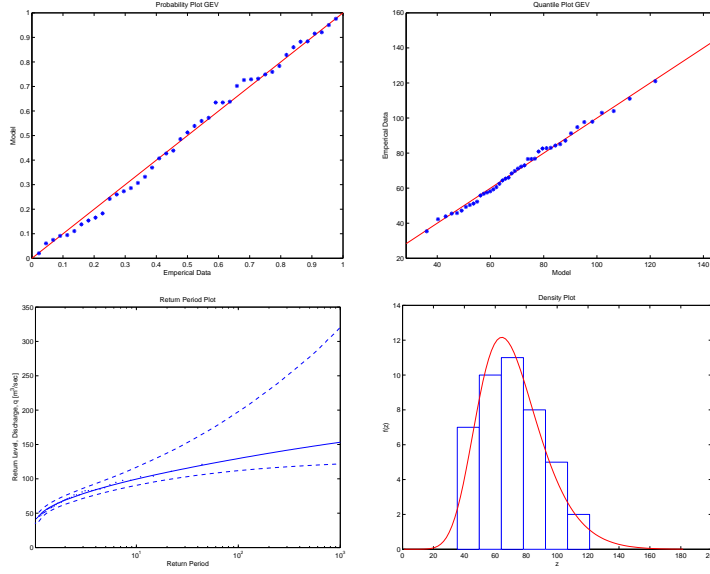 Probability Plot GEV
1
0.9
0.8
0.7
0.6
0.5
0.4
0.3
0.2
0.1
0
Model
0 0.1 0.2 0.3 0.4 0.5 0.6 0.7 0.8 0.9 1
Emperical Data
Quantile Plot GEV
160
140
120
100
80
60
40
20
Emperical Data
40 60 80 100 120 140
Model
Return Period Plot
350
300
250
200
150
100
50
0
Return Level, Discharge, q [m³/sec]
10¹ 10² 10³
Return Period
Density Plot
14
12
10
8
6
4
2
0
f(z)
0 20 40 60 80 100 120 140 160 180 200
z